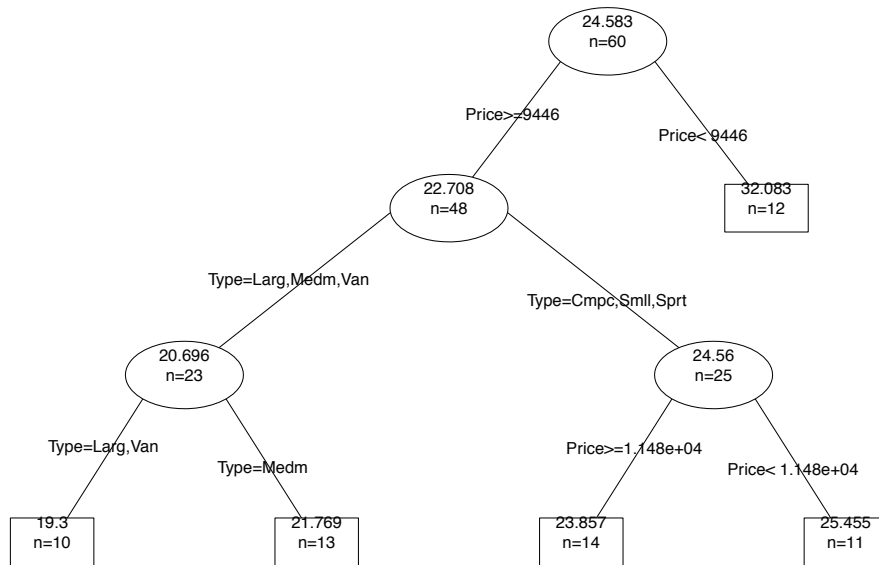 24.583
n=60
Price>=9446
Price< 9446
22.708
n=48
32.083
n=12
Type=Larg,Medm,Van
Type=Cmpc,Smll,Sprt
20.696
n=23
24.56
n=25
Type=Larg,Van
Type=Medm
Price>=1.148e+04
Price< 1.148e+04
19.3
n=10
21.769
n=13
23.857
n=14
25.455
n=11